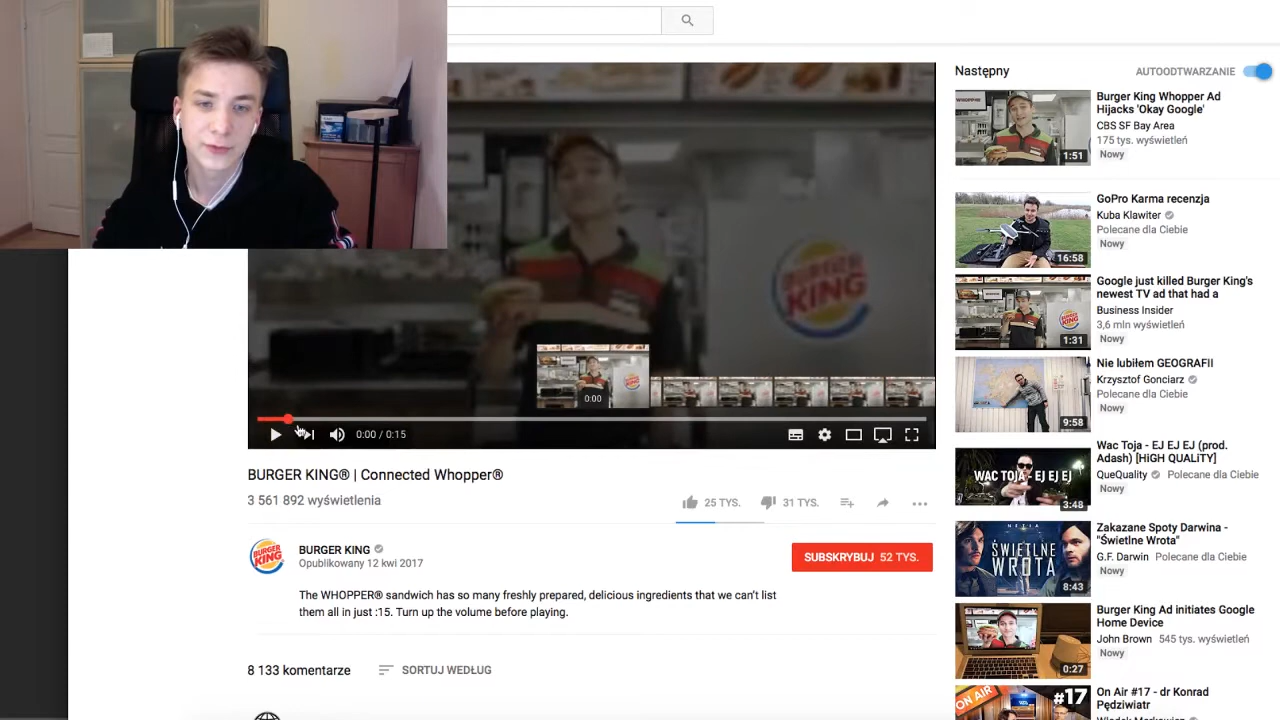 Następny
AUTOODTWARZANIE
Burger King Whopper Ad
Hijacks 'Okay Google'
CBS SF Bay Area
175 tys. wyświetleń
Nowy
1:51
GoPro Karma recenzja
Kuba Klawiter
Polecane dla Ciebie
Nowy
16:58
Google just killed Burger King's
newest TV ad that had a
Business Insider
3,6 mln wyświetleń
Nowy
1:31
Nie lubiłem GEOGRAFII
Krzysztof Gonciarz
Polecane dla Ciebie
Nowy
9:58
Wac Toja - EJ EJ EJ (prod.
Adash) [HiGH QUALiTY]
QueQuality Polecane dla Ciebie
Nowy
WAC TOJA - EJ EJ EJ
3:48
Zakazane Spoty Darwina -
"Świetlne Wrota"
G.F. Darwin Polecane dla Ciebie
Nowy
ŚWIETLNE
WROTA
8:43
Burger King Ad initiates Google
Home Device
John Brown 545 tys. wyświetleń
Nowy
0:27
On Air #17 - dr Konrad
Pędziwiatr
ON AIR
#17
BURGER
KING
0:00
0:00 / 0:15
BURGER KING® | Connected Whopper®
3 561 892 wyświetlenia
25 TYS.
31 TYS.
BURGER
KING
BURGER KING
Opublikowany 12 kwi 2017
SUBSKRYBUJ 52 TYS.
The WHOPPER® sandwich has so many freshly prepared, delicious ingredients that we can't list
them all in just :15. Turn up the volume before playing.
8 133 komentarze
SORTUJ WEDŁUG